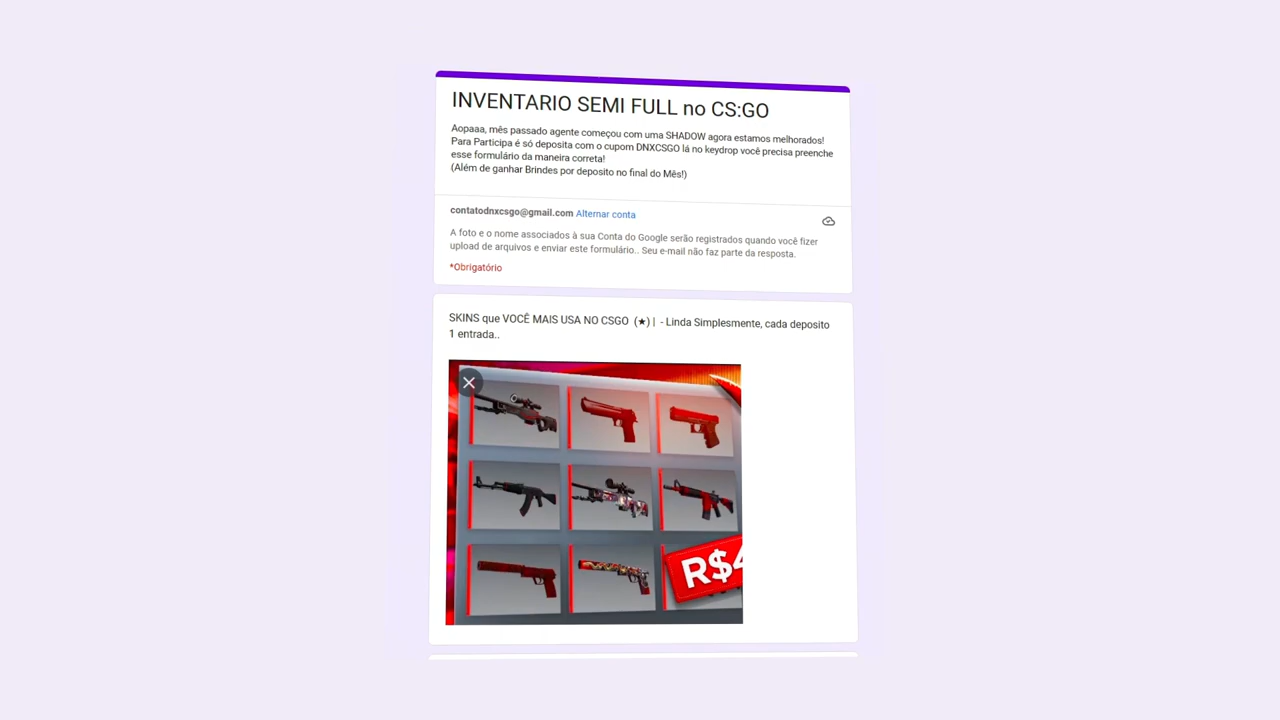 INVENTARIO SEMI FULL no CS:GO
Aopaaa, mês passado agente começou com uma SHADOW agora estamos melhorados!
Para Participa é só deposita com o cupom DNXCSGO lá no keydrop você precisa preenche
esse formulário da maneira correta!
(Além de ganhar Brindes por deposito no final do Mês!)
contatodnxcsgo@gmail.com Alternar conta
A foto e o nome associados à sua Conta do Google serão registrados quando você fizer
upload de arquivos e enviar este formulário.. Seu e-mail não faz parte da resposta.
*Obrigatório
SKINS que VOCÊ MAIS USA NO CSGO (★) | - Linda Simplesmente, cada deposito
1 entrada..
R$4